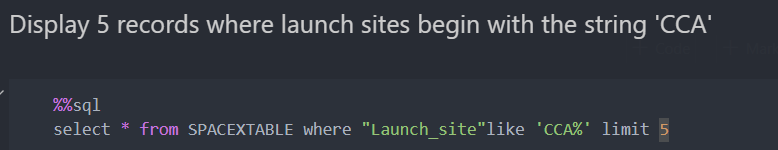 Display 5 records where launch sites begin with the string 'CCA'
%%sql
select * from SPACEXTABLE where "Launch_site"like 'CCA%' limit 5